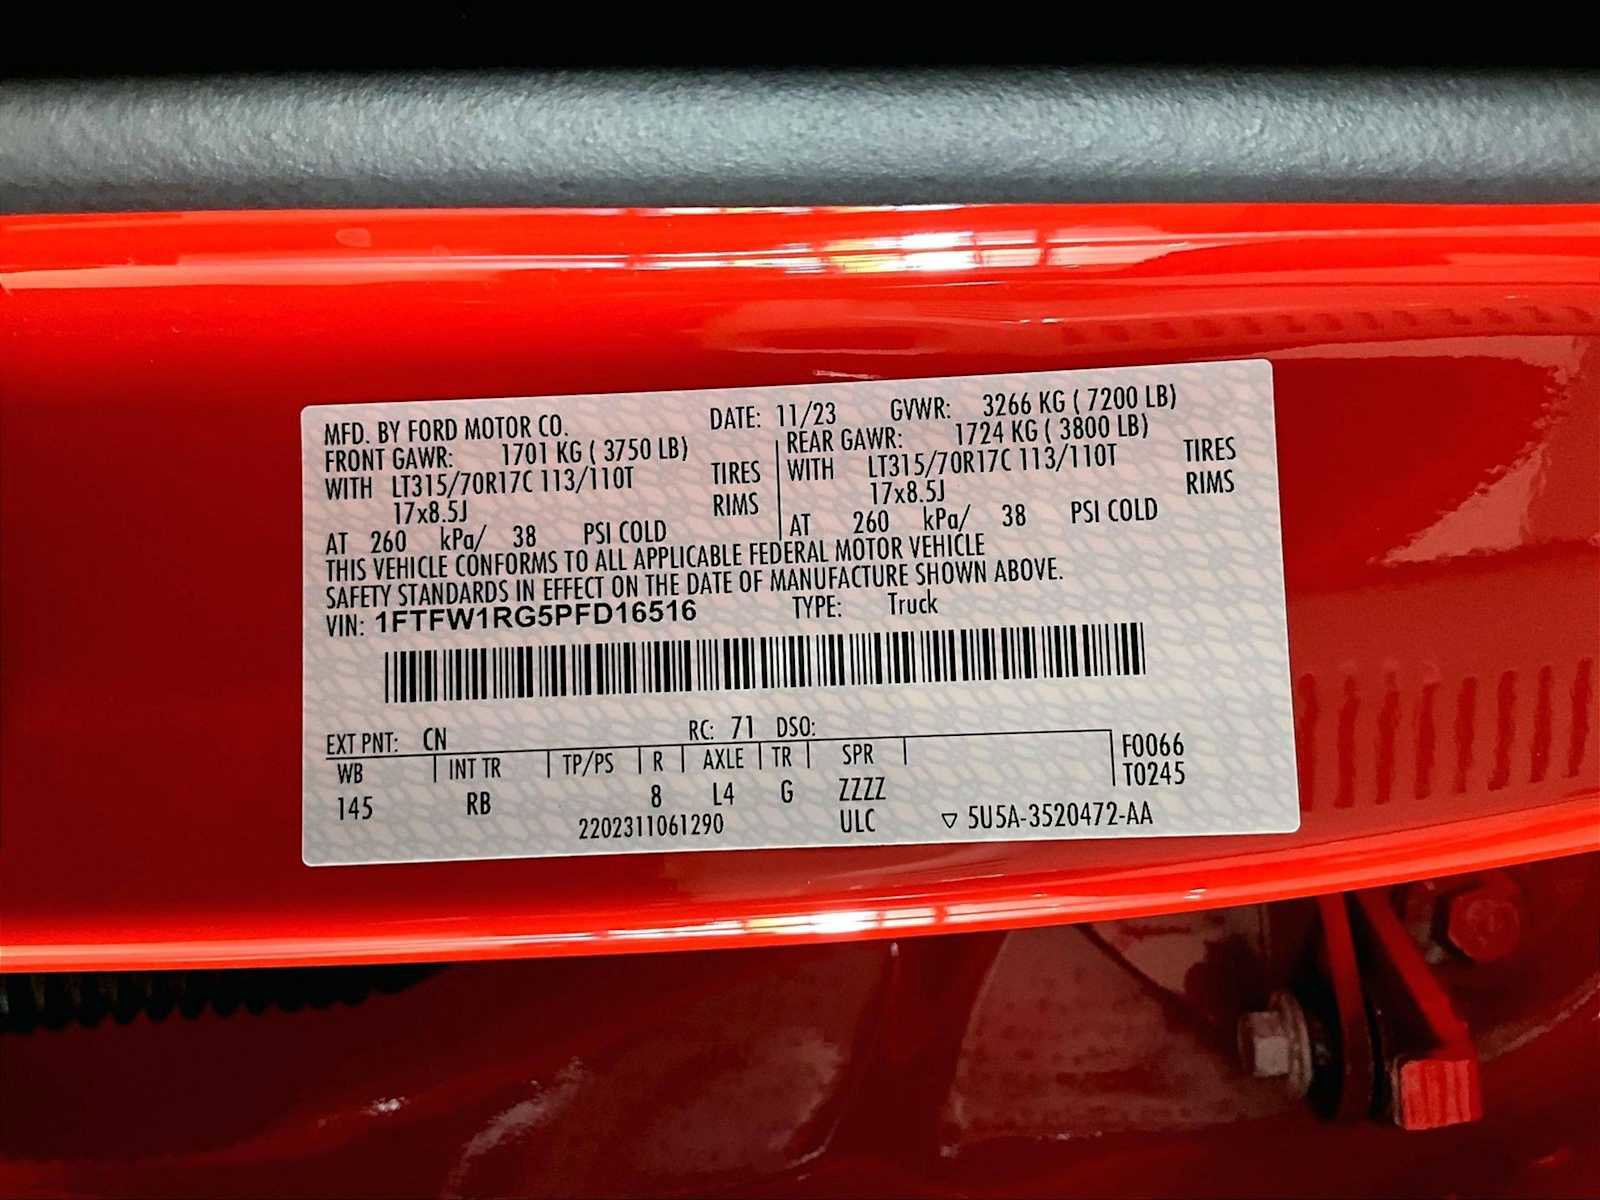 MFD. BY FORD MOTOR CO. DATE: 11/23 GVWR: 3266 KG ( 7200 LB)
FRONT GAWR: 1701 KG ( 3750 LB) REAR GAWR: 1724 KG ( 3800 LB)
WITH LT315/70R17C 113/110T TIRES WITH LT315/70R17C 113/110T TIRES
17x8.5J RIMS 17x8.5J RIMS
AT 260 kPa/ 38 PSI COLD AT 260 kPa/ 38 PSI COLD
THIS VEHICLE CONFORMS TO ALL APPLICABLE FEDERAL MOTOR VEHICLE
SAFETY STANDARDS IN EFFECT ON THE DATE OF MANUFACTURE SHOWN ABOVE.
VIN: 1FTFW1RG5PFD16516 TYPE: Truck
EXT PNT: CN RC: 71 DSO:
WB INT TR TP/PS R AXLE TR SPR F0066
145 RB 8 L4 G ZZZZ T0245
2202311061290 ULC ▽ 5U5A-3520472-AA